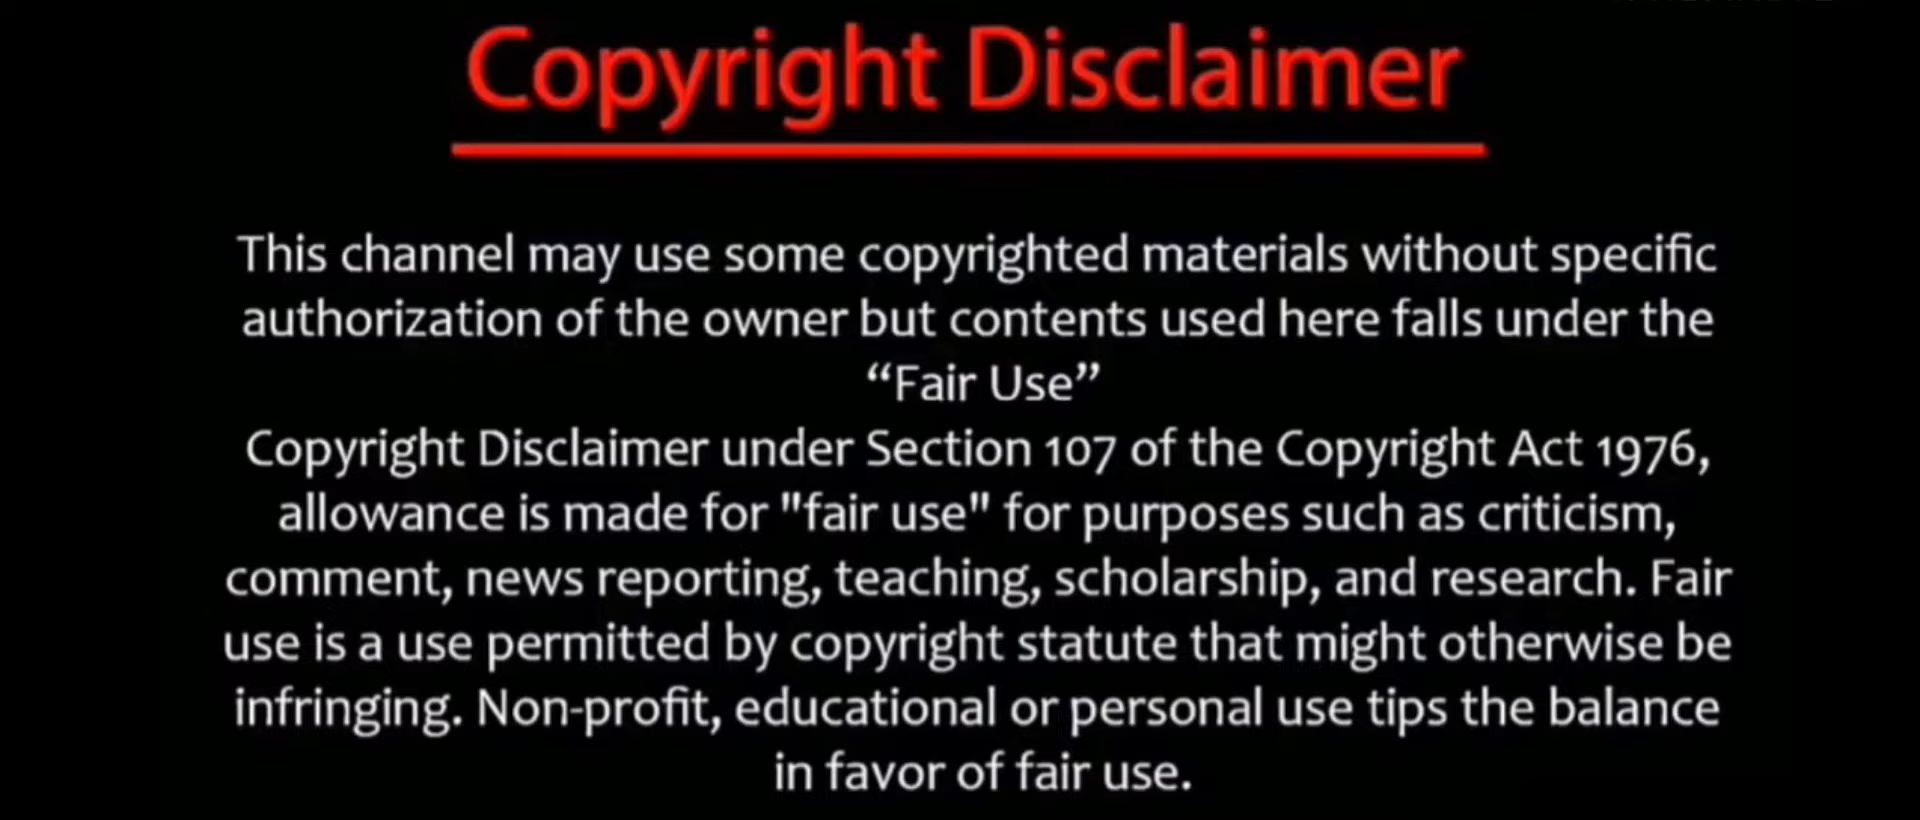 Copyright Disclaimer
This channel may use some copyrighted materials without specific
authorization of the owner but contents used here falls under the
“Fair Use”
Copyright Disclaimer under Section 107 of the Copyright Act 1976,
allowance is made for "fair use" for purposes such as criticism,
comment, news reporting, teaching, scholarship, and research. Fair
use is a use permitted by copyright statute that might otherwise be
infringing. Non-profit, educational or personal use tips the balance
in favor of fair use.